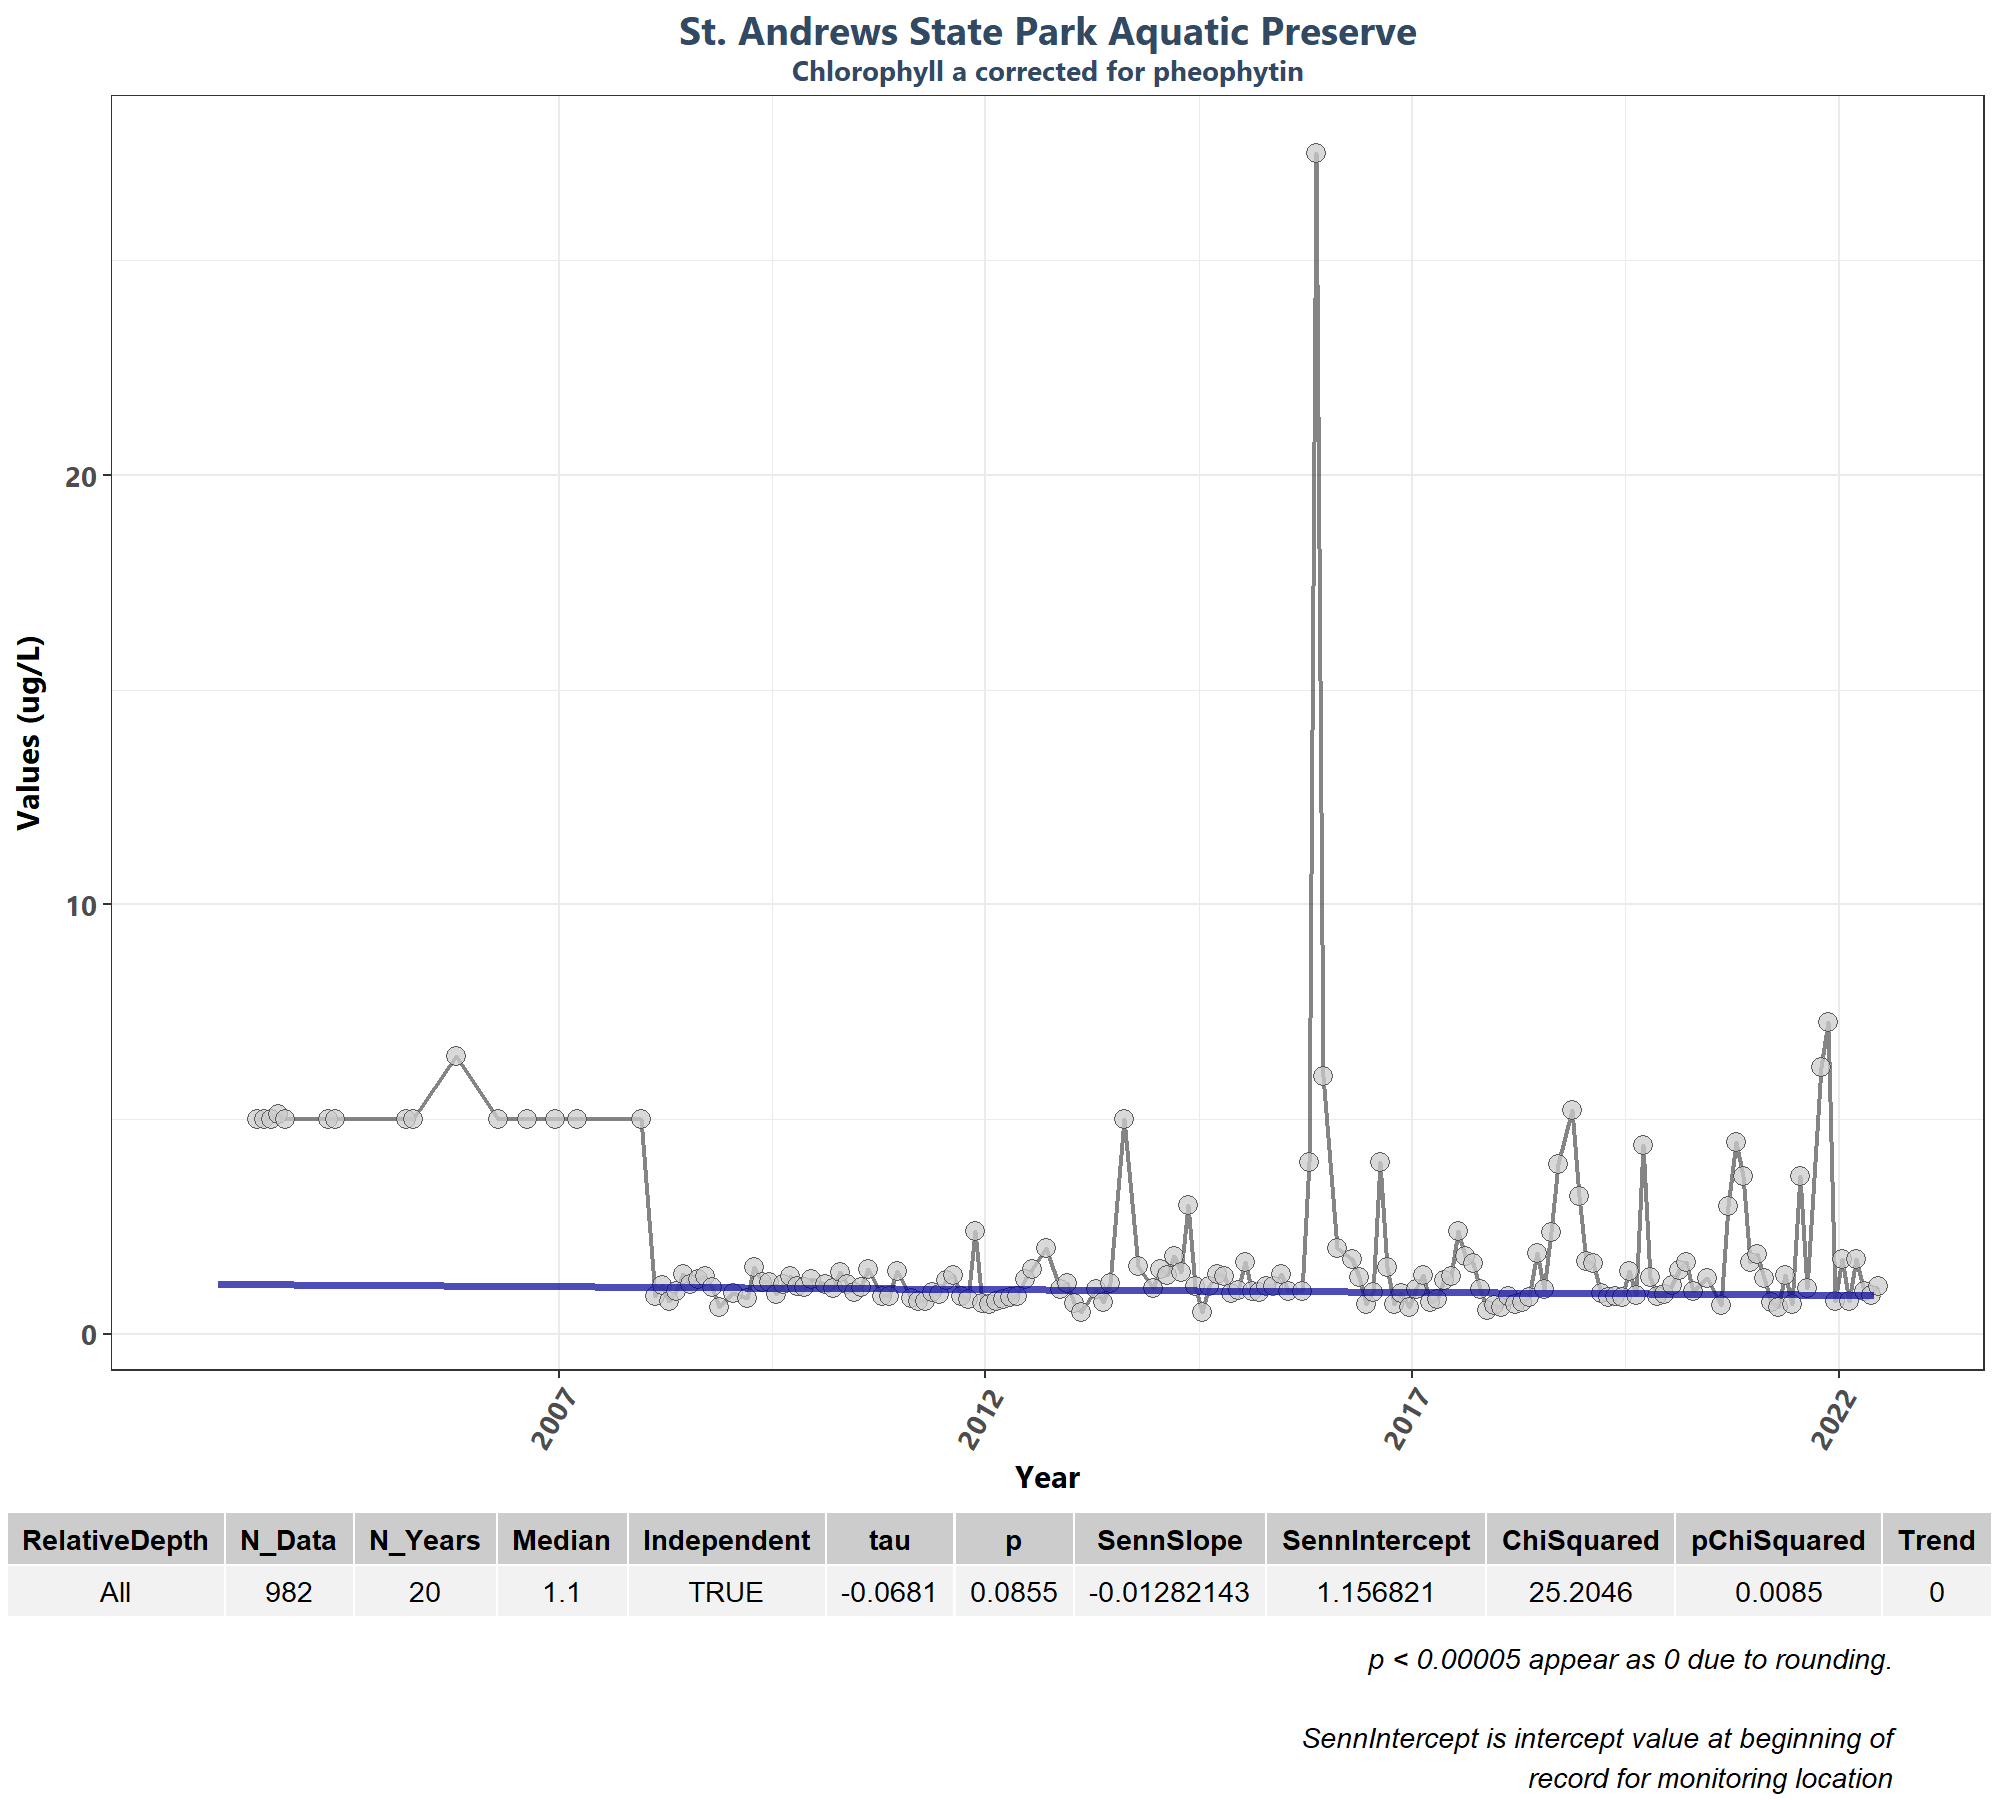 St. Andrews State Park Aquatic Preserve
Chlorophyll a corrected for pheophytin
Values (ug/L)
20
10
0
2007 2012 2017 2022
Year
RelativeDepth N_Data N_Years Median Independent tau p SennSlope SennIntercept ChiSquared pChiSquared Trend
All 982 20 1.1 TRUE -0.0681 0.0855 -0.01282143 1.156821 25.2046 0.0085 0
p < 0.00005 appear as 0 due to rounding.
SennIntercept is intercept value at beginning of
record for monitoring location